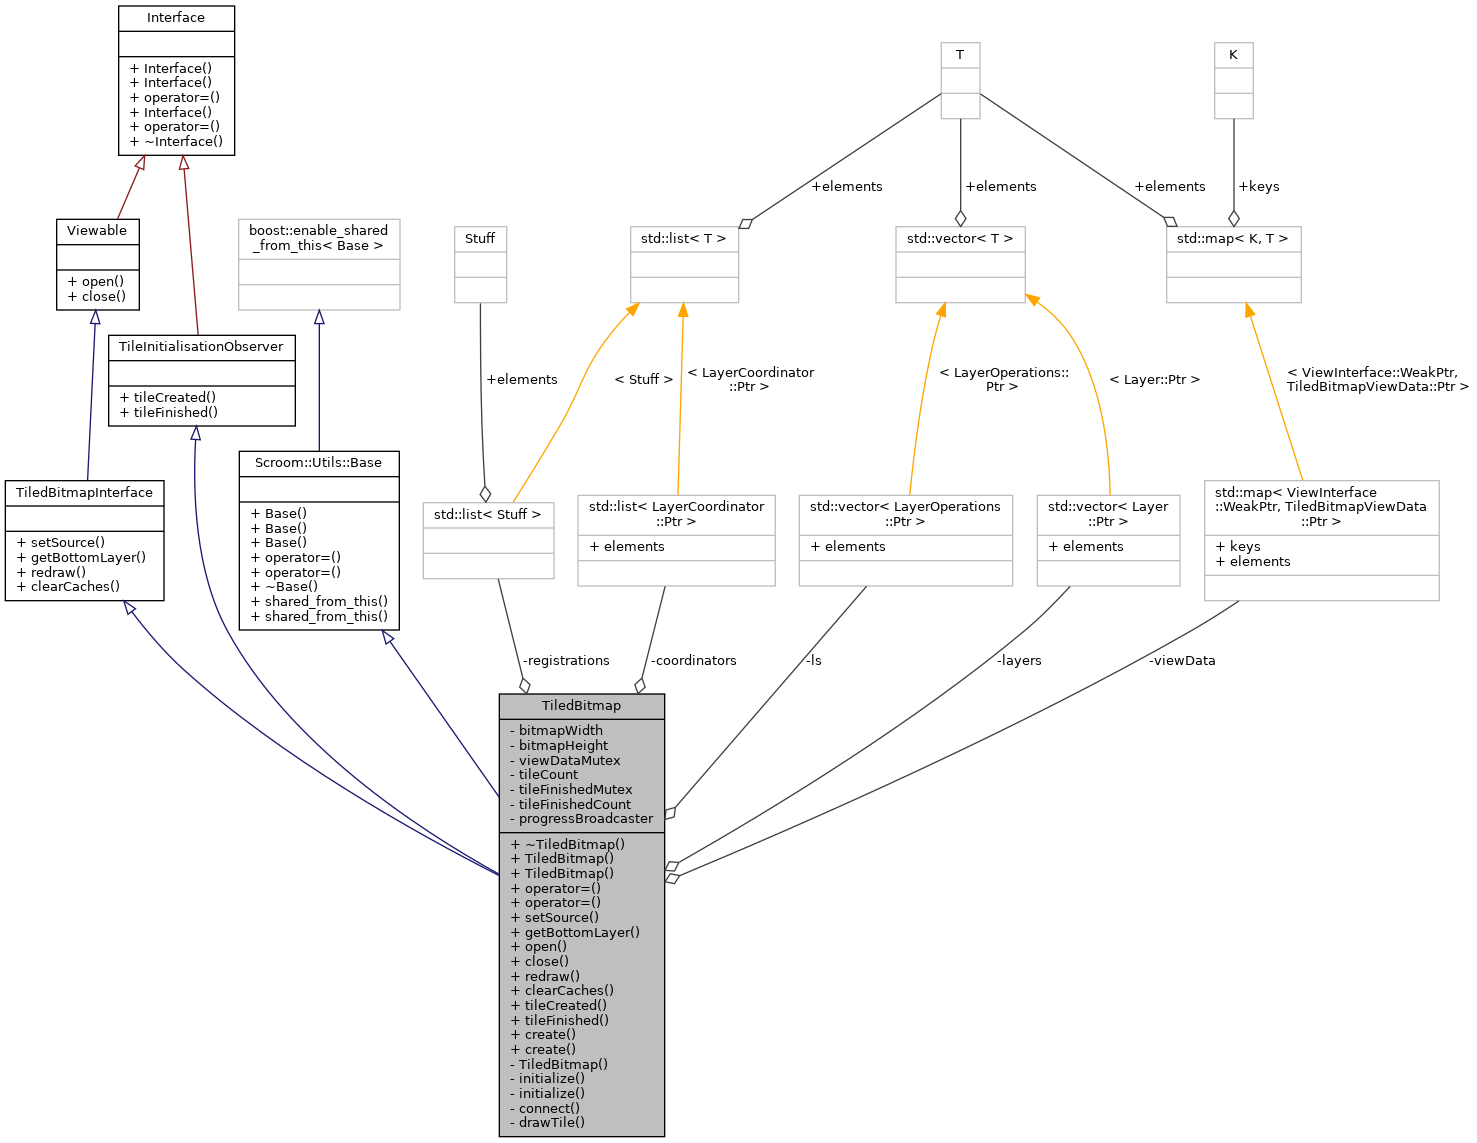 Interface
+ Interface()
+ Interface()
+ operator=()
+ Interface()
+ operator=()
+ ~Interface()
T
K
+elements
+elements
+elements
+keys
Viewable
+ open()
+ close()
boost::enable_shared
_from_this< Base >
Stuff
std::list< T >
std::vector< T >
std::map< K, T >
TileInitialisationObserver
+ tileCreated()
+ tileFinished()
+elements
< Stuff >
< LayerCoordinator
::Ptr >
< LayerOperations::
Ptr >
< Layer::Ptr >
< ViewInterface::WeakPtr,
TiledBitmapViewData::Ptr >
TiledBitmapInterface
+ setSource()
+ getBottomLayer()
+ redraw()
+ clearCaches()
Scroom::Utils::Base
+ Base()
+ Base()
+ Base()
+ operator=()
+ operator=()
+ ~Base()
+ shared_from_this()
+ shared_from_this()
std::list< Stuff >
std::list< LayerCoordinator
::Ptr >
+ elements
std::vector< LayerOperations
::Ptr >
+ elements
std::vector< Layer
::Ptr >
+ elements
std::map< ViewInterface
::WeakPtr, TiledBitmapViewData
::Ptr >
+ keys
+ elements
-registrations
-coordinators
-ls
-layers
-viewData
TiledBitmap
- bitmapWidth
- bitmapHeight
- viewDataMutex
- tileCount
- tileFinishedMutex
- tileFinishedCount
- progressBroadcaster
+ ~TiledBitmap()
+ TiledBitmap()
+ TiledBitmap()
+ operator=()
+ operator=()
+ setSource()
+ getBottomLayer()
+ open()
+ close()
+ redraw()
+ clearCaches()
+ tileCreated()
+ tileFinished()
+ create()
+ create()
- TiledBitmap()
- initialize()
- initialize()
- connect()
- drawTile()